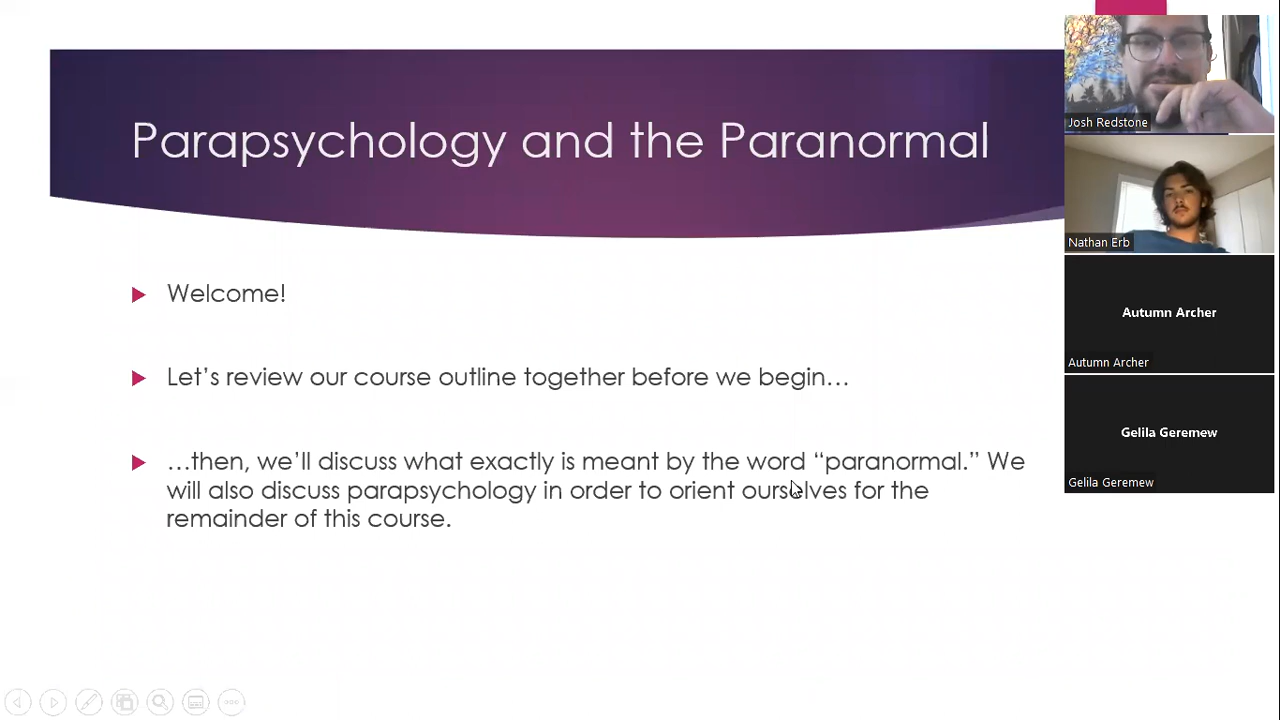 Parapsychology and the Paranormal
Welcome!
Let’s review our course outline together before we begin…
…then, we’ll discuss what exactly is meant by the word “paranormal.” We
will also discuss parapsychology in order to orient ourselves for the
remainder of this course.
Josh Redstone
Nathan Erb
Autumn Archer
Autumn Archer
Gelila Geremew
Gelila Geremew